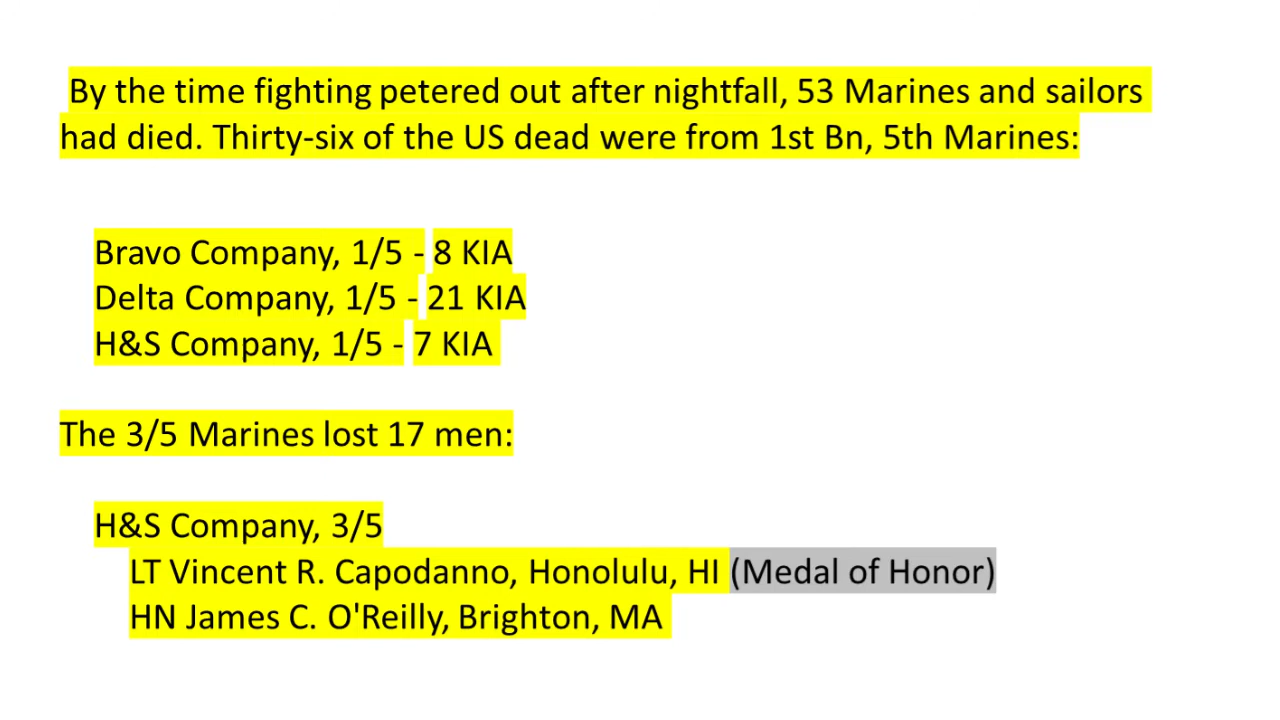 By the time fighting petered out after nightfall, 53 Marines and sailors
had died. Thirty-six of the US dead were from 1st Bn, 5th Marines:
Bravo Company, 1/5 - 8 KIA
Delta Company, 1/5 - 21 KIA
H&S Company, 1/5 - 7 KIA
The 3/5 Marines lost 17 men:
H&S Company, 3/5
LT Vincent R. Capodanno, Honolulu, HI (Medal of Honor)
HN James C. O'Reilly, Brighton, MA